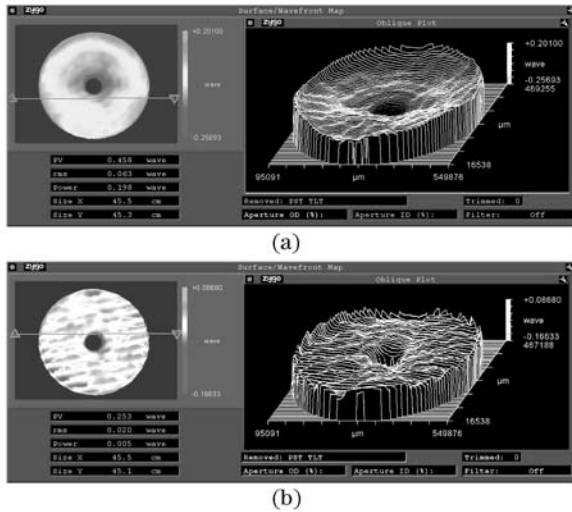 zygo Surface/Wavefront Map
+0.20100
wave
-0.25693
PV 0.458 wave
rms 0.063 wave
Power 0.198 wave
Size X 45.5 cm
Size Y 45.3 cm
zygo Oblique Plot
+0.20100
wave
-0.25693
469255
µm
16538
95091 µm 549876
Removed: PST TLT Trimmed: 0
Aperture OD (%): Aperture ID (%): Filter: Off
(a)
zygo Surface/Wavefront Map
+0.08680
wave
-0.16633
PV 0.253 wave
rms 0.020 wave
Power 0.005 wave
Size X 45.5 cm
Size Y 45.1 cm
zygo Oblique Plot
+0.08680
wave
-0.16633
467188
µm
16538
95091 µm 549876
Removed: PST TLT Trimmed: 0
Aperture OD (%): Aperture ID (%): Filter: Off
(b)